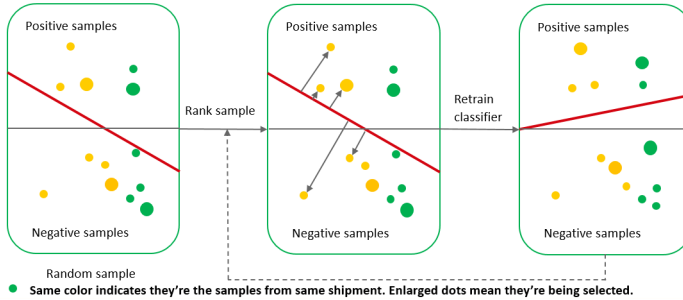 Positive samples
Positive samples
Positive samples
Rank sample
Retrain
classifier
Negative samples
Negative samples
Negative samples
Random sample
Same color indicates they're the samples from same shipment. Enlarged dots mean they're being selected.